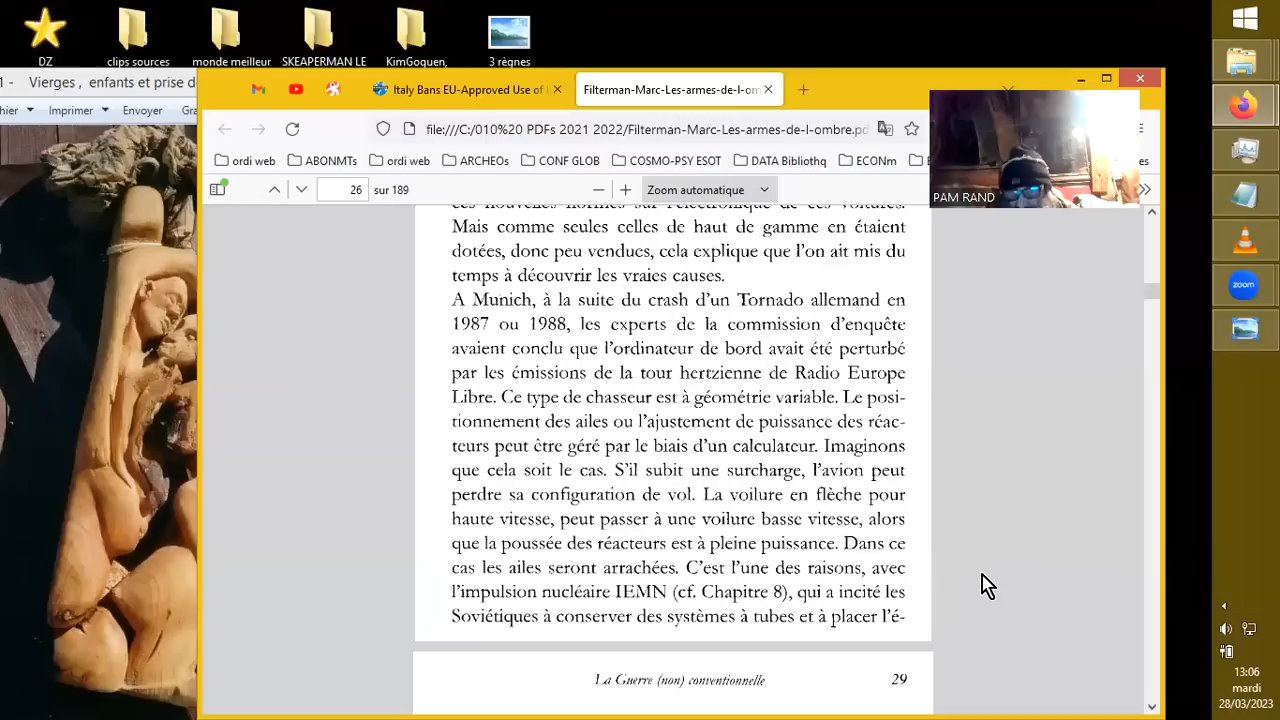 DZ
clips sources
monde meilleur
SKEAPERMAN LE
KimGoquen,
3 règnes
1 - Vierges , enfants et prise d
Imprimer
Envoyer
Italy Bans EU-Approved Use of
Filterman-Marc-Les-armes-de-l-om
file:///C:/010%20 PDFs 2021 2022/Filterman-Marc-Les-armes-de-l-ombre.pd
ordi web
ABONMTs
ordi web
ARCHEOs
CONF GLOB
COSMO-PSY ESOT
DATA Bibliothq
ECONm
26 sur 189
Zoom automatique
PAM RAND
ces nouvelles normes sur l'électronique de ces voitures.
Mais comme seules celles de haut de gamme en étaient
dotées, donc peu vendues, cela explique que l'on ait mis du
temps à découvrir les vraies causes.
A Munich, à la suite du crash d'un Tornado allemand en
1987 ou 1988, les experts de la commission d'enquête
avaient conclu que l'ordinateur de bord avait été perturbé
par les émissions de la tour hertzienne de Radio Europe
Libre. Ce type de chasseur est à géométrie variable. Le posi-
tionnement des ailes ou l'ajustement de puissance des réac-
teurs peut être géré par le biais d'un calculateur. Imaginons
que cela soit le cas. S'il subit une surcharge, l'avion peut
perdre sa configuration de vol. La voilure en flèche pour
haute vitesse, peut passer à une voilure basse vitesse, alors
que la poussée des réacteurs est à pleine puissance. Dans ce
cas les ailes seront arrachées. C'est l'une des raisons, avec
l'impulsion nucléaire IEMN (cf. Chapitre 8), qui a incité les
Soviétiques à conserver des systèmes à tubes et à placer l'é-
La Guerre (non) conventionnelle 29
zoom
13:06
mardi
28/03/2023